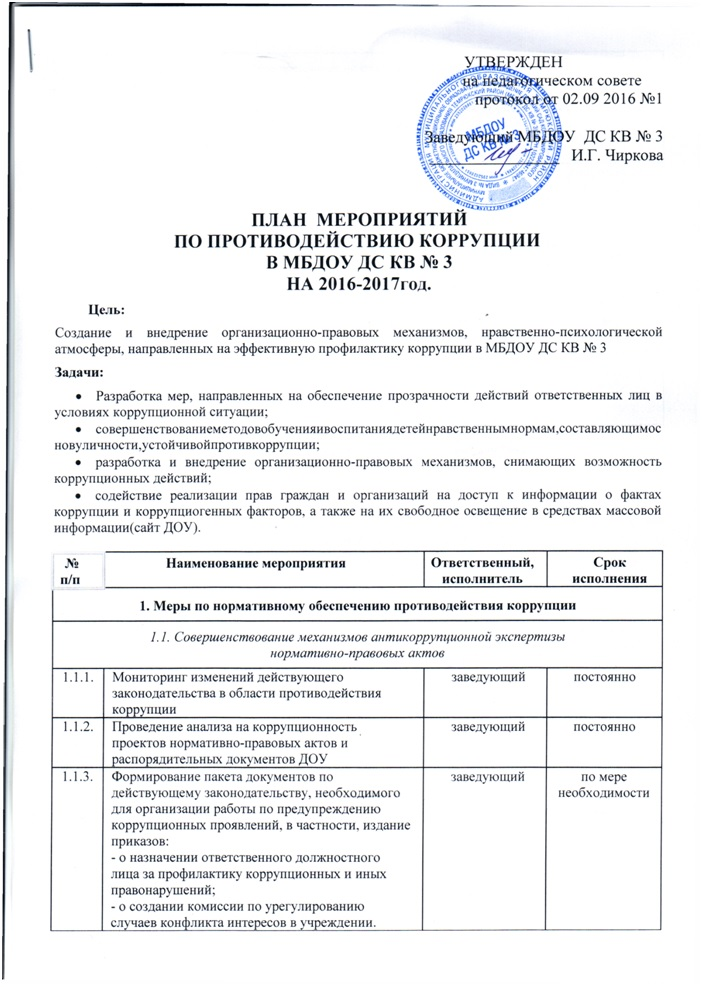 УТВЕРЖДЕН
на педагогическом совете
протокол от 02.09 2016 №1
Заведующий МБДОУ ДС КВ № 3
И.Г. Чиркова
МБДОУ
ДС КВ № 3
ПЛАН МЕРОПРИЯТИЙ
ПО ПРОТИВОДЕЙСТВИЮ КОРРУПЦИИ
В МБДОУ ДС КВ № 3
НА 2016-2017год.
Цель:
Создание и внедрение организационно-правовых механизмов, нравственно-психологической
атмосферы, направленных на эффективную профилактику коррупции в МБДОУ ДС КВ № 3
Задачи:
• Разработка мер, направленных на обеспечение прозрачности действий ответственных лиц в
условиях коррупционной ситуации;
• совершенствованиеметодовобученияивоспитаниядетейнравственнымнормам,составляющимос
новуличности,устойчивойпротивкоррупции;
• разработка и внедрение организационно-правовых механизмов, снимающих возможность
коррупционных действий;
• содействие реализации прав граждан и организаций на доступ к информации о фактах
коррупции и коррупциогенных факторов, а также на их свободное освещение в средствах массовой
информации(сайт ДОУ).
№ Наименование мероприятия Ответственный, Срок
п/п исполнитель исполнения
1. Меры по нормативному обеспечению противодействия коррупции
1.1. Совершенствование механизмов антикоррупционной экспертизы
нормативно-правовых актов
1.1.1. Мониторинг изменений действующего заведующий постоянно
законодательства в области противодействия
коррупции
1.1.2. Проведение анализа на коррупционность заведующий постоянно
проектов нормативно-правовых актов и
распорядительных документов ДОУ
1.1.3. Формирование пакета документов по заведующий по мере
действующему законодательству, необходимого необходимости
для организации работы по предупреждению
коррупционных проявлений, в частности, издание
приказов:
- о назначении ответственного должностного
лица за профилактику коррупционных и иных
правонарушений;
- о создании комиссии по урегулированию
случаев конфликта интересов в учреждении.